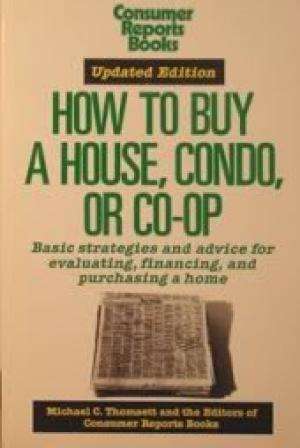 Consumer
Reports
Books
Updated Edition
HOW TO BUY
A HOUSE, CONDO,
OR CO-OP
Basic strategies and advice for
evaluating, financing, and
purchasing a home
Michael C. Thomsett and the Editors of
Consumer Reports Books